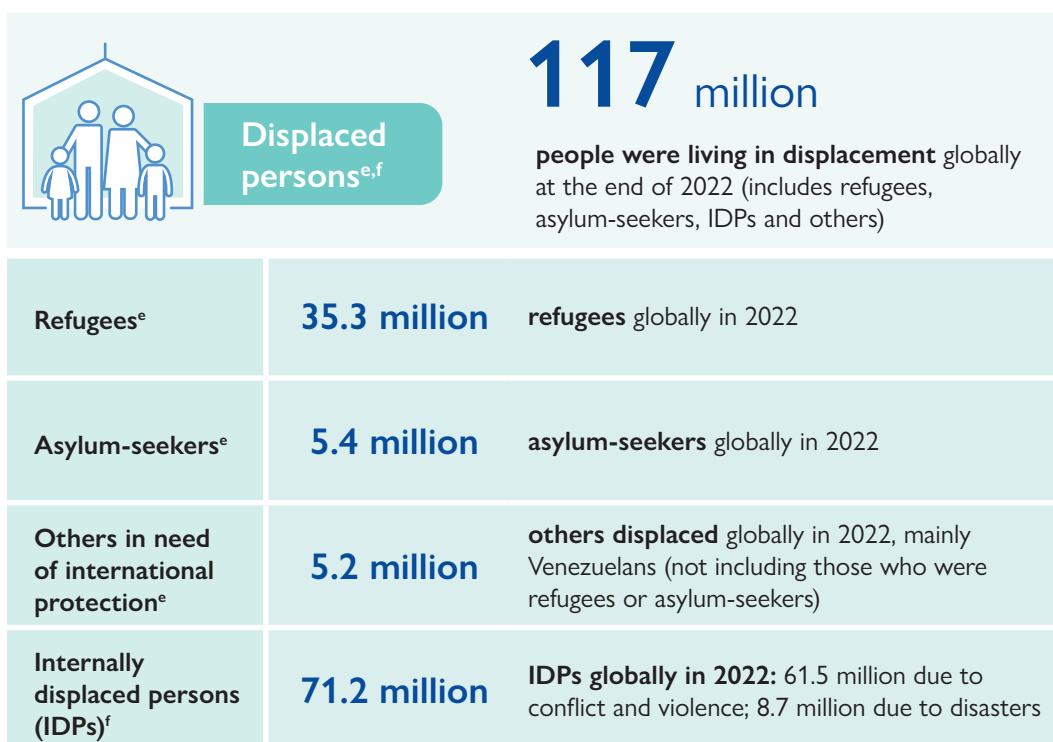 117 million
Displaced
persons^e,f
people were living in displacement globally
at the end of 2022 (includes refugees,
asylum-seekers, IDPs and others)
Refugees^e
35.3 million
refugees globally in 2022
Asylum-seekers^e
5.4 million
asylum-seekers globally in 2022
Others in need
of international
protection^e
5.2 million
others displaced globally in 2022, mainly
Venezuelans (not including those who were
refugees or asylum-seekers)
Internally
displaced persons
(IDPs)^f
71.2 million
IDPs globally in 2022: 61.5 million due to
conflict and violence; 8.7 million due to disasters